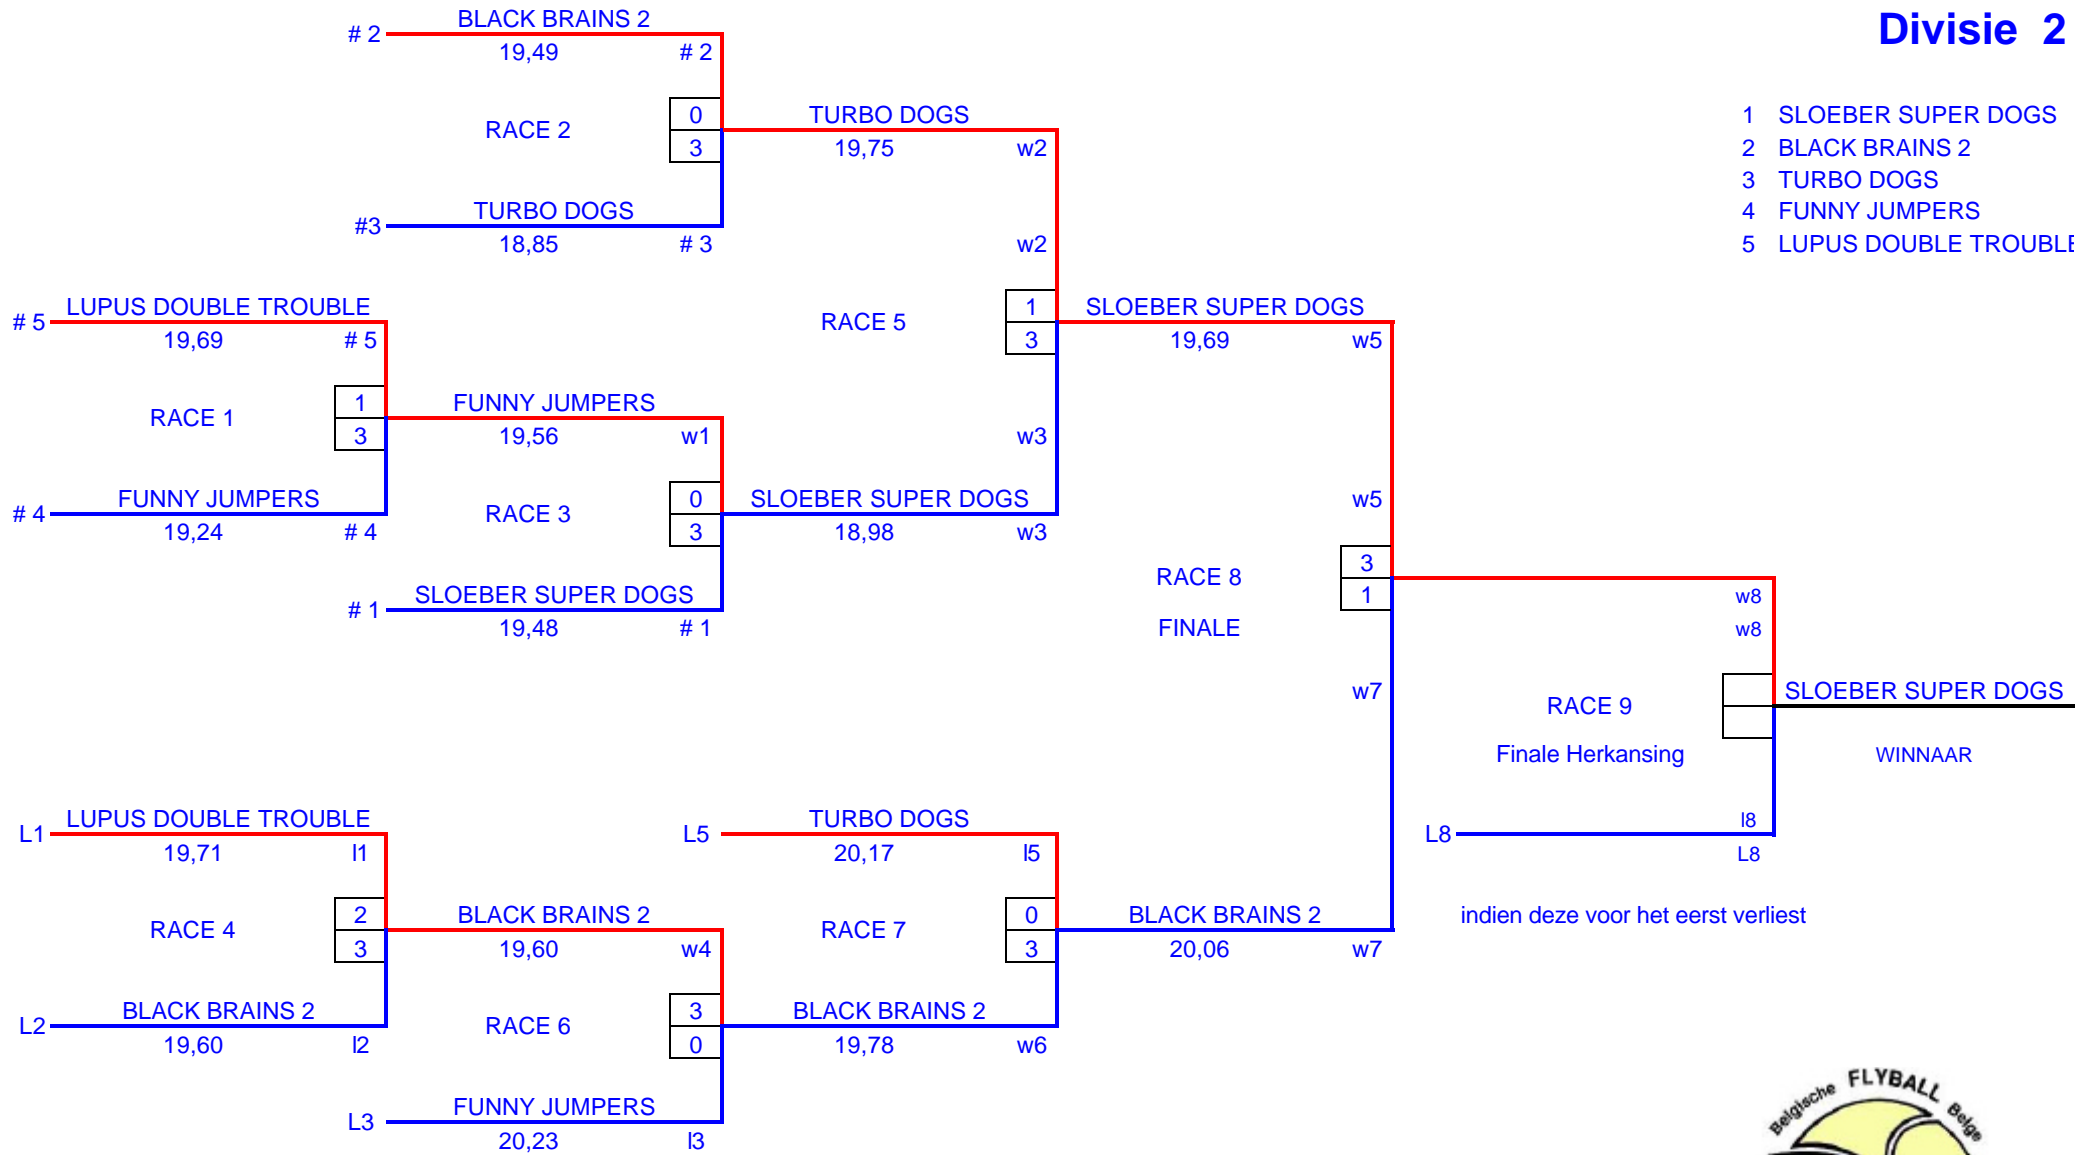 Divisie 2
1 SLOEBER SUPER DOGS
2 BLACK BRAINS 2
3 TURBO DOGS
4 FUNNY JUMPERS
5 LUPUS DOUBLE TROUBLE
# 2 BLACK BRAINS 2
19,49 # 2
RACE 2
0
3
#3 TURBO DOGS
18,85 # 3
TURBO DOGS
19,75 w2
w2
# 5 LUPUS DOUBLE TROUBLE
19,69 # 5
RACE 1
1
3
# 4 FUNNY JUMPERS
19,24 # 4
FUNNY JUMPERS
19,56 w1
RACE 3
0
3
# 1 SLOEBER SUPER DOGS
19,48 # 1
RACE 5
1
3
w3
SLOEBER SUPER DOGS
18,98 w3
SLOEBER SUPER DOGS
19,69 w5
w5
RACE 8
3
1
FINALE
w7
w8
w8
RACE 9
Finale Herkansing
SLOEBER SUPER DOGS
WINNAAR
L8 l8
L8
indien deze voor het eerst verliest
L1 LUPUS DOUBLE TROUBLE
19,71 l1
RACE 4
2
3
L2 BLACK BRAINS 2
19,60 l2
BLACK BRAINS 2
19,60 w4
RACE 6
3
0
L3 FUNNY JUMPERS
20,23 l3
L5 TURBO DOGS
20,17 l5
RACE 7
0
3
BLACK BRAINS 2
19,78 w6
BLACK BRAINS 2
20,06 w7
Belgische FLYBALL Belge